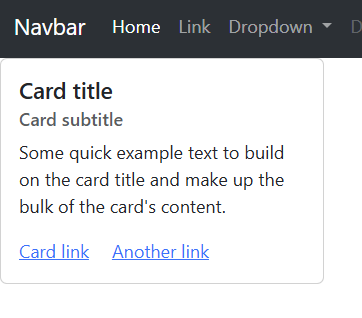 Navbar Home Link Dropdown D
Card title
Card subtitle
Some quick example text to build
on the card title and make up the
bulk of the card's content.
Card link Another link